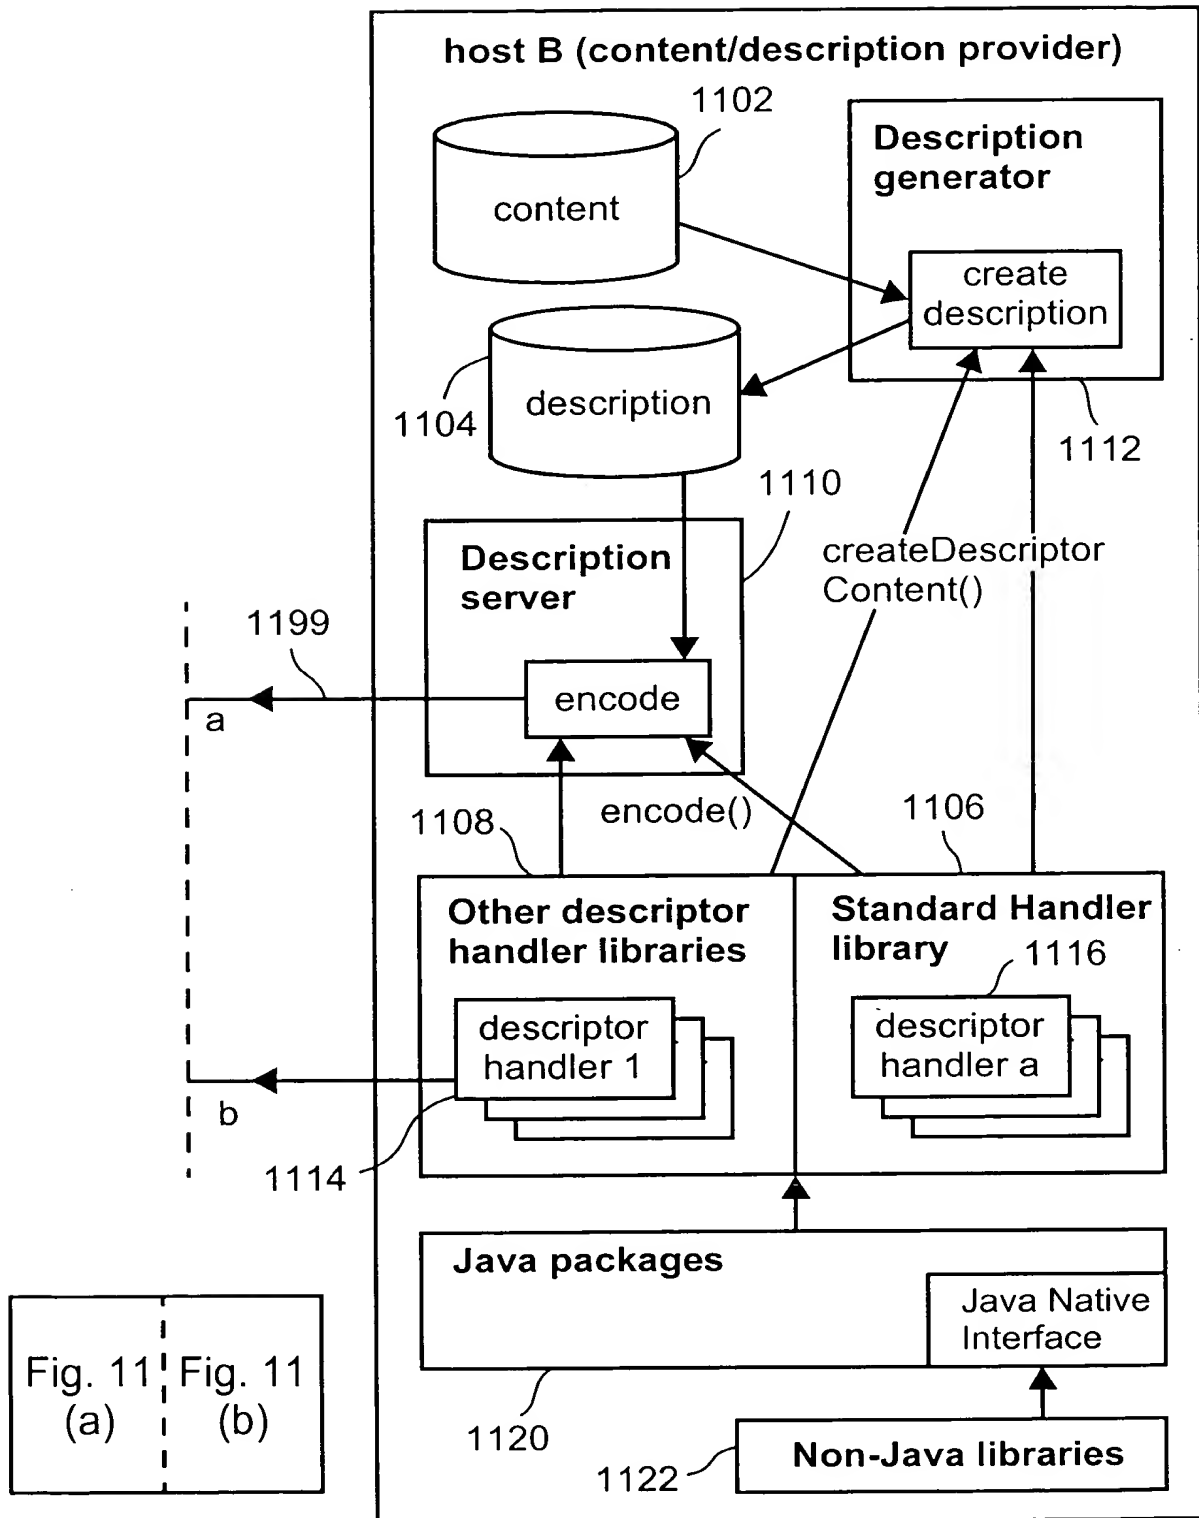 host B (content/description provider)
1102
content
Description
generator
create
description
description
1104
1112
1110
Description
server
createDescriptor
Content()
1199
a
encode
encode()
1108
1106
Other descriptor
handler libraries
Standard Handler
library
1116
descriptor
handler 1
descriptor
handler a
b
1114
Java packages
Java Native
Interface
Fig. 11
(a)
Fig. 11
(b)
1120
1122
Non-Java libraries